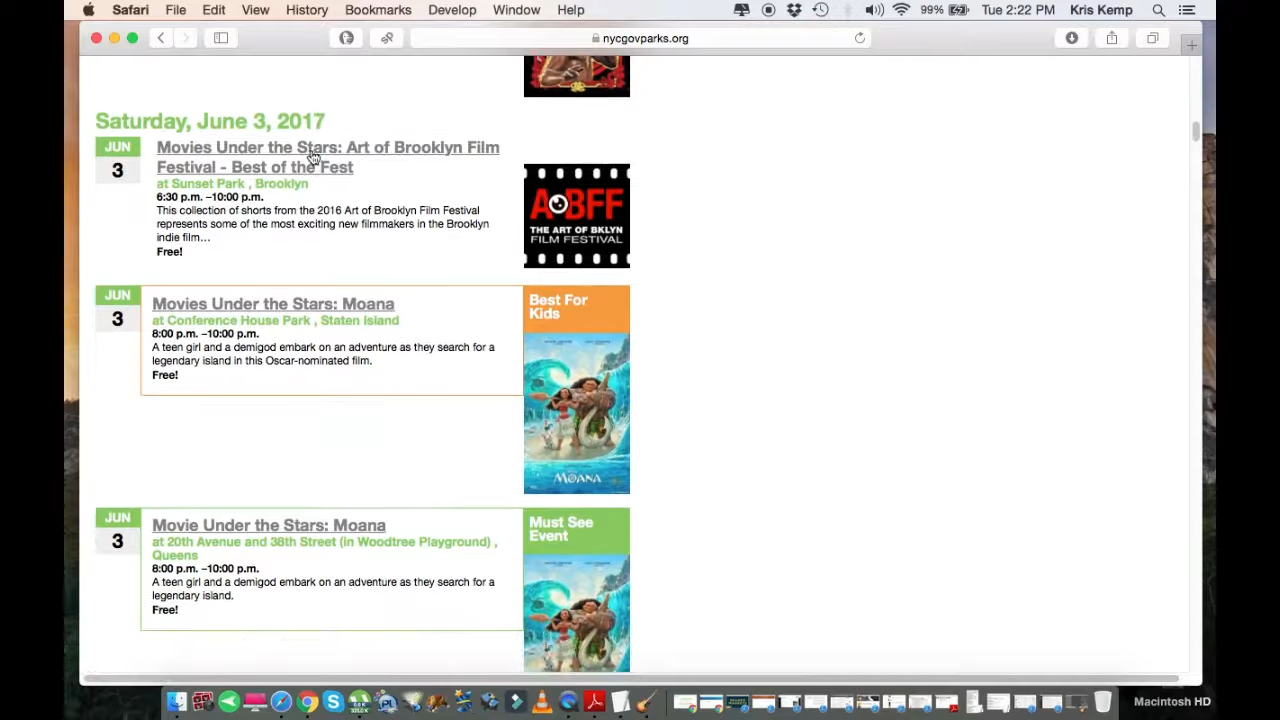 Safari File Edit View History Bookmarks Develop Window Help 99% Tue 2:22 PM Kris Kemp
nycgovparks.org
Saturday, June 3, 2017
JUN
3
Movies Under the Stars: Art of Brooklyn Film
Festival - Best of the Fest
at Sunset Park , Brooklyn
6:30 p.m. –10:00 p.m.
This collection of shorts from the 2016 Art of Brooklyn Film Festival
represents some of the most exciting new filmmakers in the Brooklyn
indie film…
Free!
A•BFF
THE ART OF BKLYN
FILM FESTIVAL
JUN
3
Movies Under the Stars: Moana
at Conference House Park , Staten Island
8:00 p.m. –10:00 p.m.
A teen girl and a demigod embark on an adventure as they search for a
legendary island in this Oscar-nominated film.
Free!
Best For
Kids
MOANA
JUN
3
Movie Under the Stars: Moana
at 20th Avenue and 38th Street (in Woodtree Playground) ,
Queens
8:00 p.m. –10:00 p.m.
A teen girl and a demigod embark on an adventure as they search for a
legendary island.
Free!
Must See
Event
Macintosh HD